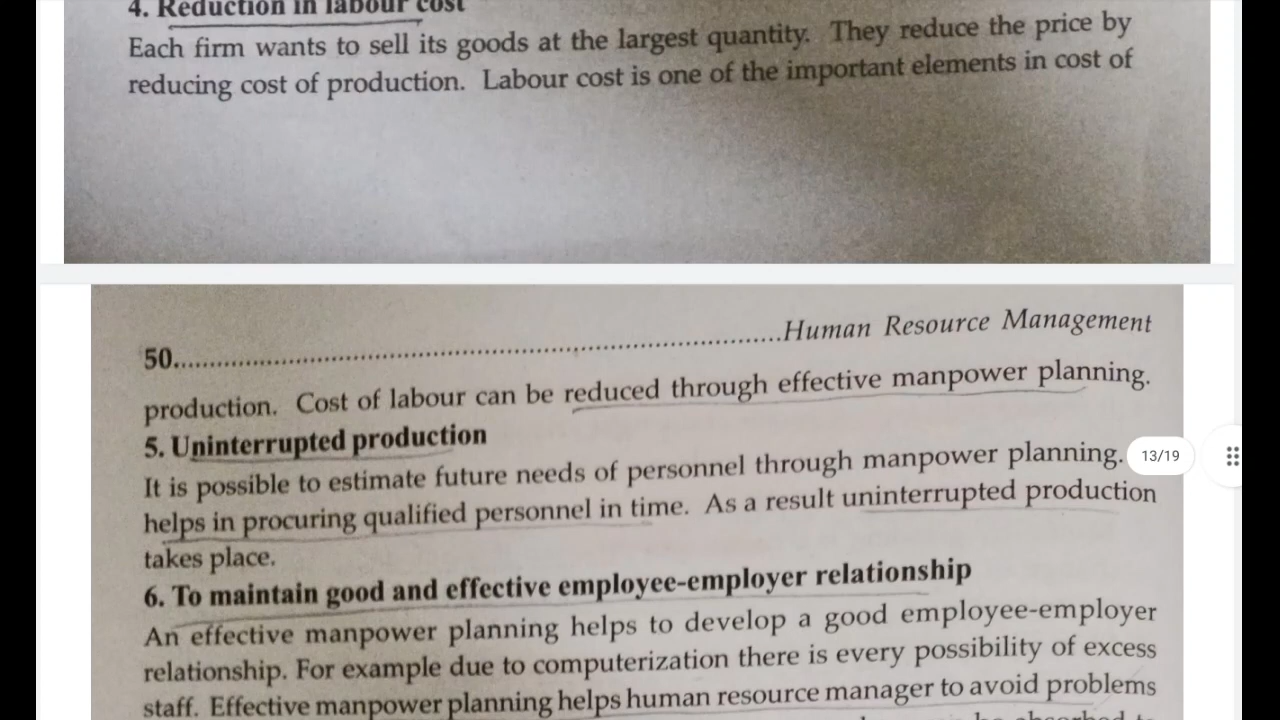 4. Reduction in labour cost
Each firm wants to sell its goods at the largest quantity. They reduce the price by
reducing cost of production. Labour cost is one of the important elements in cost of
50..........Human Resource Management
production. Cost of labour can be reduced through effective manpower planning.
5. Uninterrupted production
It is possible to estimate future needs of personnel through manpower planning.
13/19
helps in procuring qualified personnel in time. As a result uninterrupted production
takes place.
6. To maintain good and effective employee-employer relationship
An effective manpower planning helps to develop a good employee-employer
relationship. For example due to computerization there is every possibility of excess
staff. Effective manpower planning helps human resource manager to avoid problems